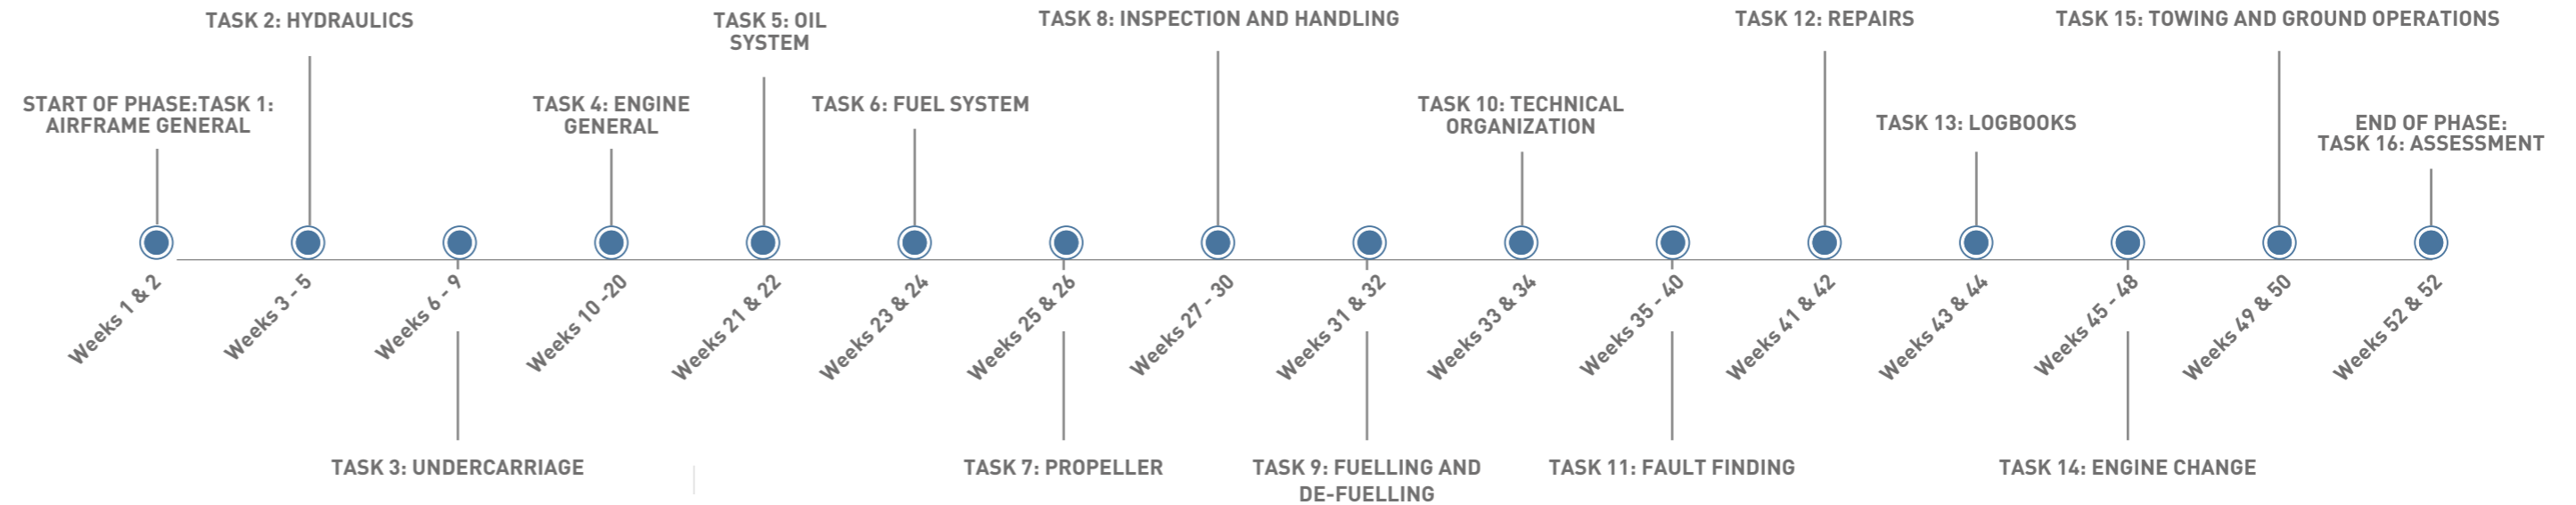 TASK 2: HYDRAULICS
TASK 5: OIL
SYSTEM
TASK 8: INSPECTION AND HANDLING
TASK 12: REPAIRS
TASK 15: TOWING AND GROUND OPERATIONS
START OF PHASE:TASK 1:
AIRFRAME GENERAL
TASK 4: ENGINE
GENERAL
TASK 6: FUEL SYSTEM
TASK 10: TECHNICAL
ORGANIZATION
TASK 13: LOGBOOKS
END OF PHASE:
TASK 16: ASSESSMENT
Weeks 1 & 2
Weeks 3 - 5
Weeks 6 - 9
Weeks 10 -20
Weeks 21 & 22
Weeks 23 & 24
Weeks 25 & 26
Weeks 27 - 30
Weeks 31 & 32
Weeks 33 & 34
Weeks 35 - 40
Weeks 41 & 42
Weeks 43 & 44
Weeks 45 - 48
Weeks 49 & 50
Weeks 52 & 52
TASK 3: UNDERCARRIAGE
TASK 7: PROPELLER
TASK 9: FUELLING AND
DE-FUELLING
TASK 11: FAULT FINDING
TASK 14: ENGINE CHANGE